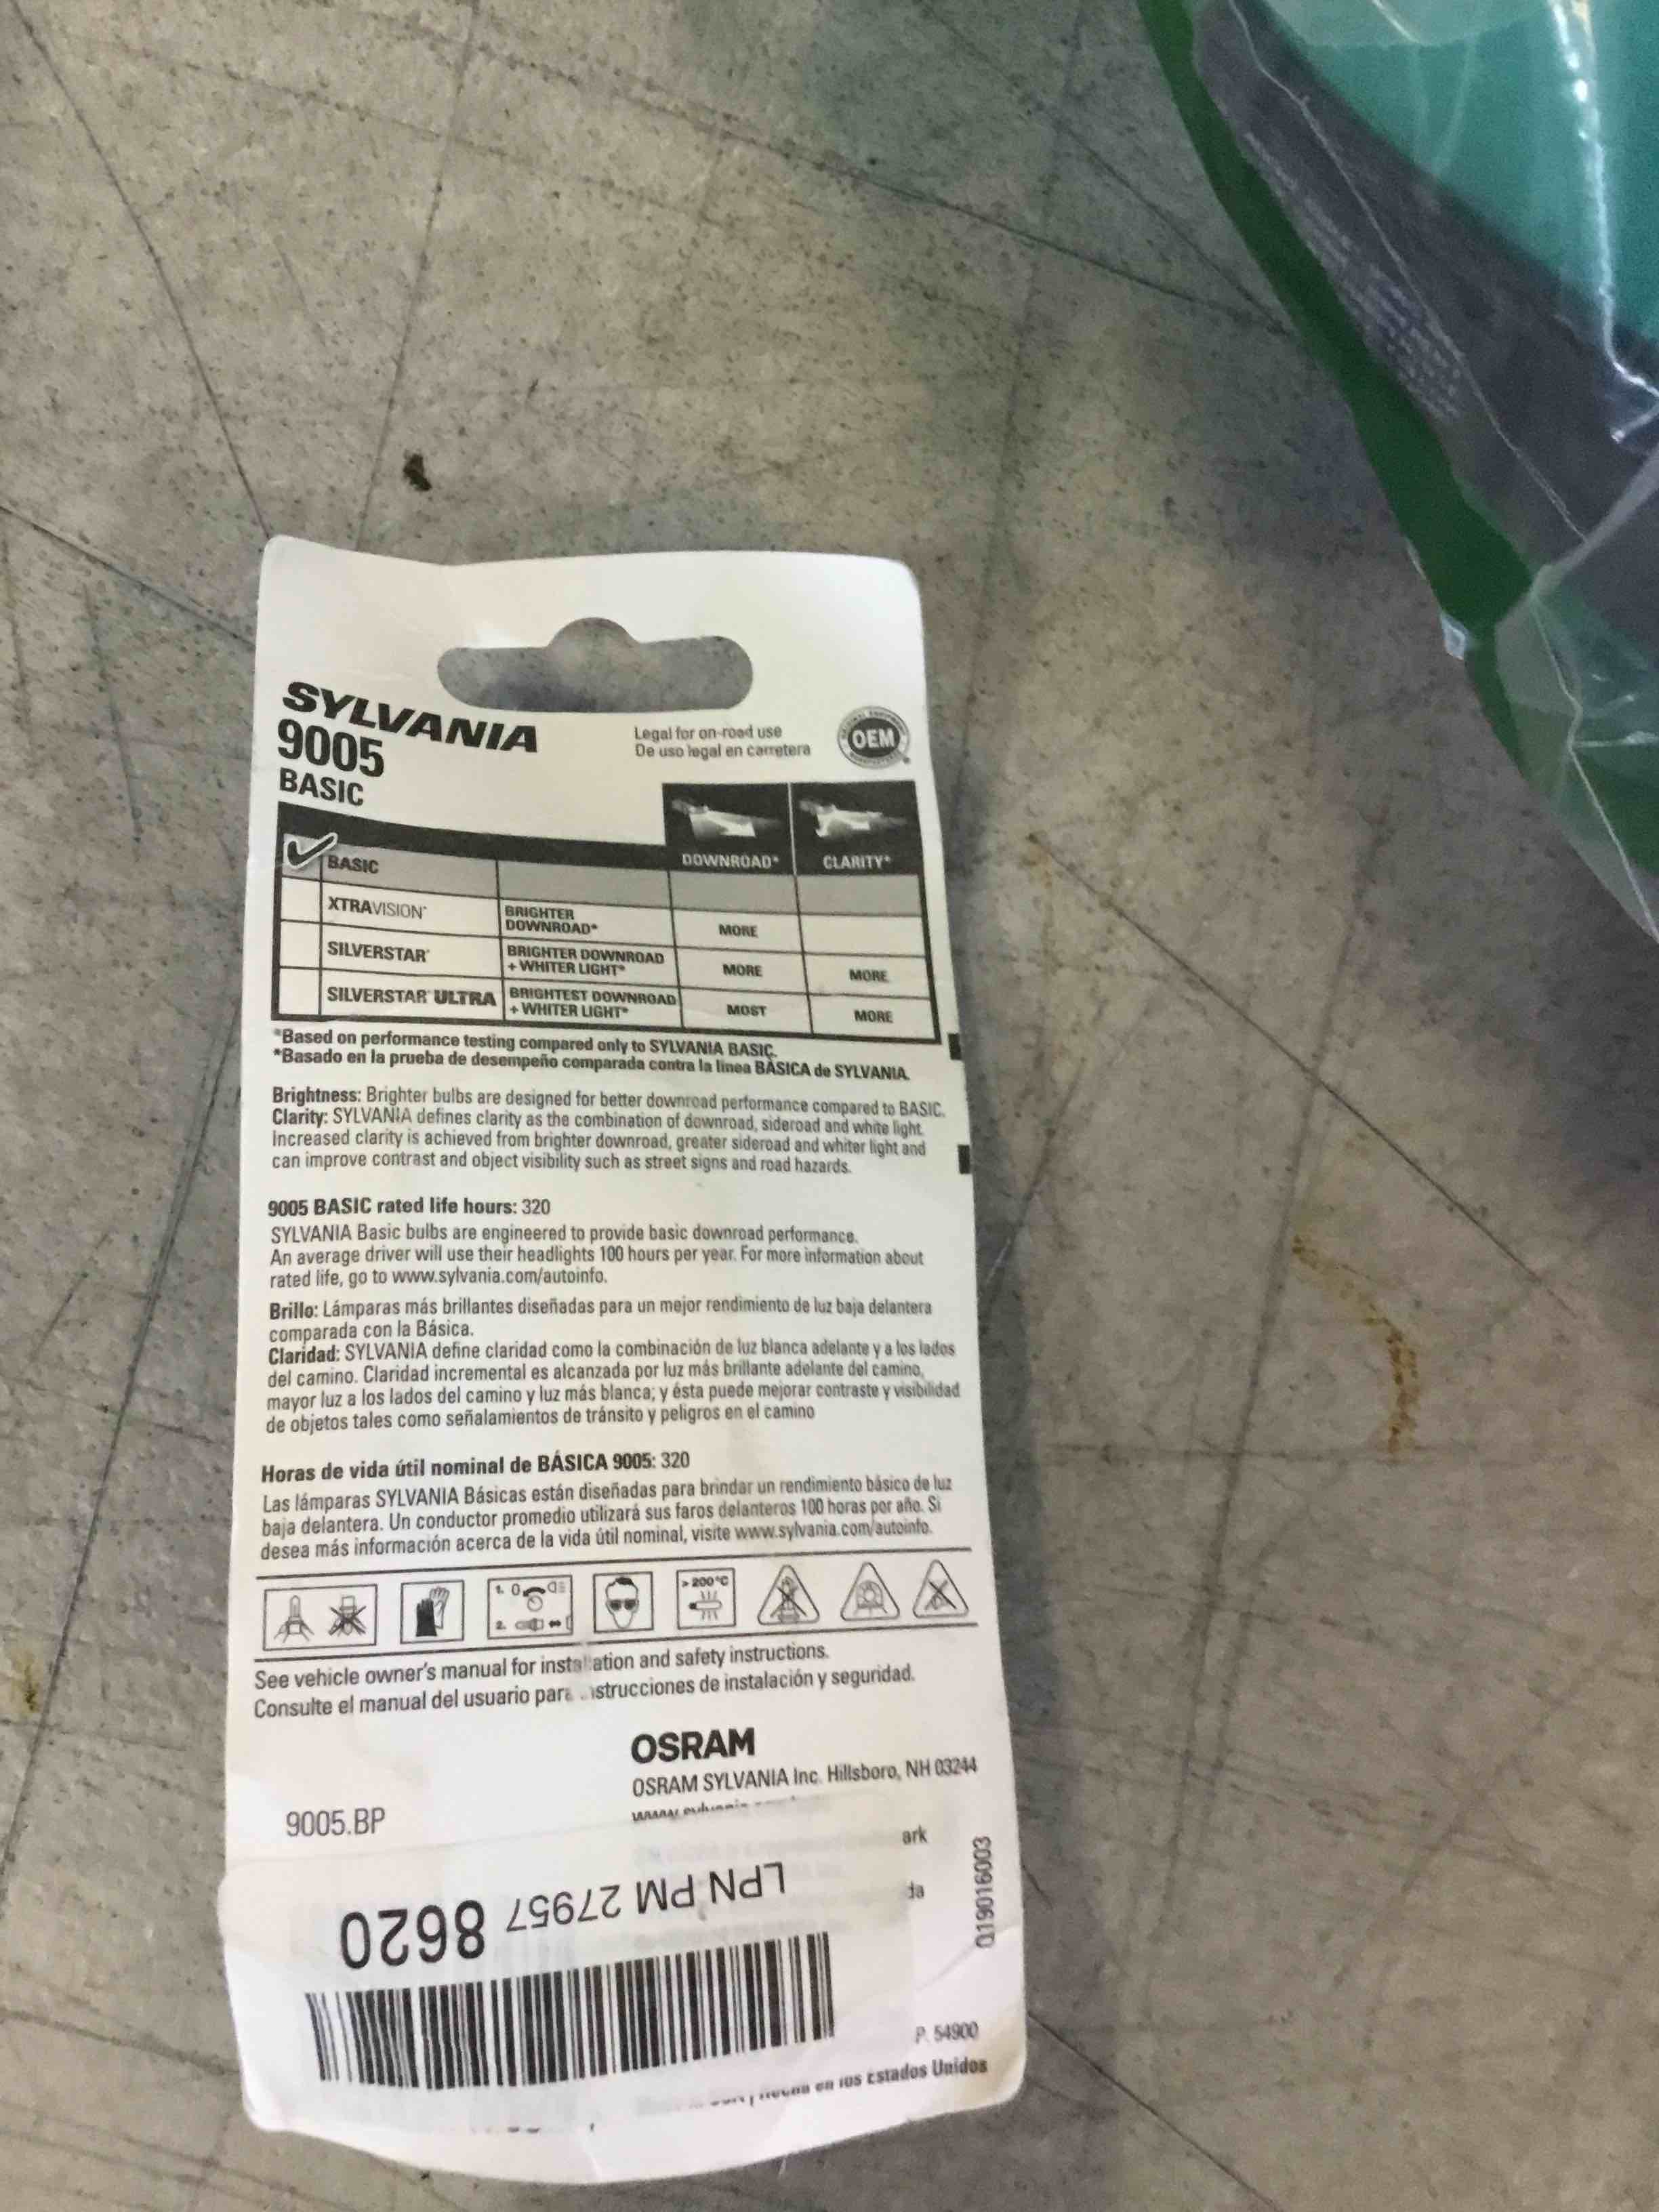 SYLVANIA
9005
BASIC
Legal for on-road use
De uso legal en carretera
OEM
DOWNROAD* CLARITY*
BASIC
XTRAVISION® BRIGHTER DOWNROAD* MORE
SILVERSTAR® BRIGHTER DOWNROAD + WHITER LIGHT* MORE MORE
SILVERSTAR® ULTRA BRIGHTEST DOWNROAD + WHITER LIGHT* MOST MORE
*Based on performance testing compared only to SYLVANIA BASIC.
*Basado en la prueba de desempeño comparada contra la línea BÁSICA de SYLVANIA.
Brightness: Brighter bulbs are designed for better downroad performance compared to BASIC.
Clarity: SYLVANIA defines clarity as the combination of downroad, sideroad and white light.
Increased clarity is achieved from brighter downroad, greater sideroad and whiter light and
can improve contrast and object visibility such as street signs and road hazards.
9005 BASIC rated life hours: 320
SYLVANIA Basic bulbs are engineered to provide basic downroad performance.
An average driver will use their headlights 100 hours per year. For more information about
rated life, go to www.sylvania.com/autoinfo.
Brillo: Lámparas más brillantes diseñadas para un mejor rendimiento de luz baja delantera
comparada con la Básica.
Claridad: SYLVANIA define claridad como la combinación de luz blanca adelante y a los lados
del camino. Claridad incremental es alcanzada por luz más brillante adelante del camino,
mayor luz a los lados del camino y luz más blanca; y ésta puede mejorar contraste y visibilidad
de objetos tales como señalamientos de tránsito y peligros en el camino
Horas de vida útil nominal de BÁSICA 9005: 320
Las lámparas SYLVANIA Básicas están diseñadas para brindar un rendimiento básico de luz
baja delantera. Un conductor promedio utilizará sus faros delanteros 100 horas por año. Si
desea más información acerca de la vida útil nominal, visite www.sylvania.com/autoinfo.
1. 0
2.
> 200°C
See vehicle owner's manual for installation and safety instructions.
Consulte el manual del usuario para instrucciones de instalación y seguridad.
OSRAM
OSRAM SYLVANIA Inc. Hillsboro, NH 03244
9005.BP
ark
da
Q19016003
LPN PM 27957 8620
P. 54900
en los Estados Unidos